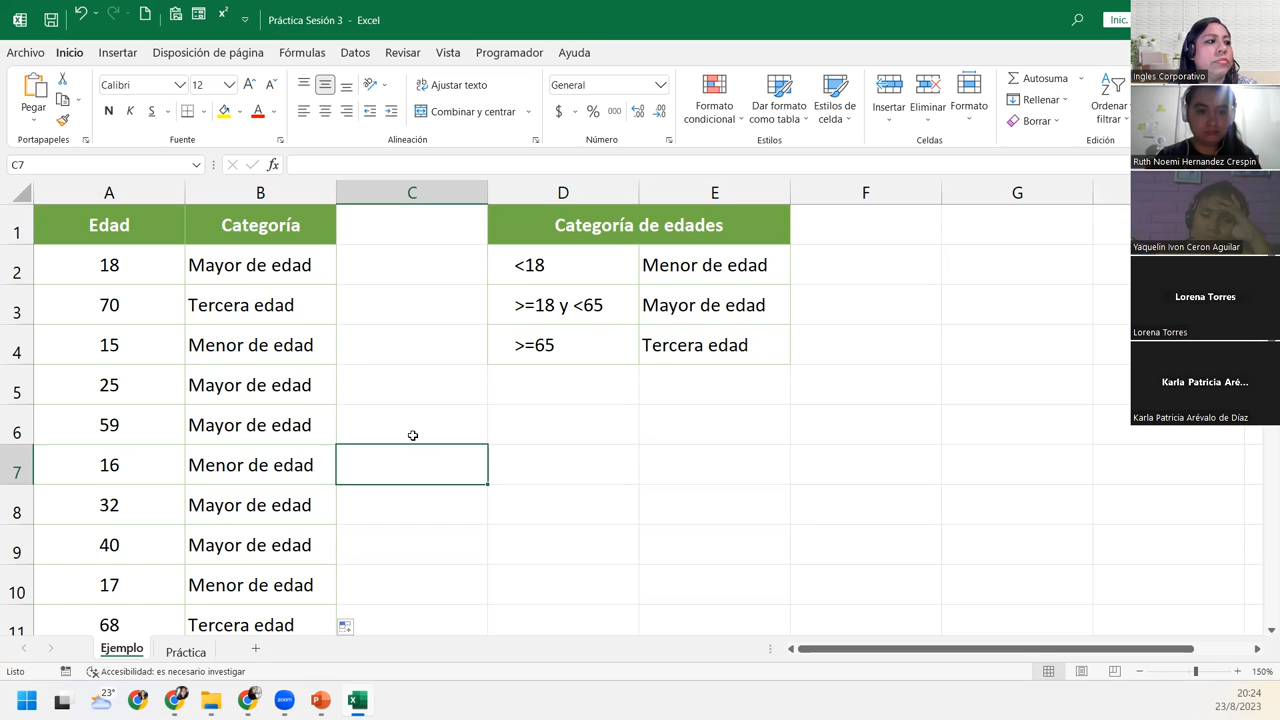 Práctica Sesión 3 - Excel
Inic.
Archivo Inicio Insertar Disposición de página Fórmulas Datos Revisar Vista Programador Ayuda
Pegar
Calibri 12
N K S
Ajustar texto
Combinar y centrar
General
$ % 000
Formato condicional
Dar formato como tabla
Estilos de celda
Insertar Eliminar Formato
Autosuma
Rellenar
Borrar
Ordenar filtrar
Portapapeles Fuente Alineación Número Estilos Celdas Edición
C7 fx
A B C D E F G
1 Edad Categoría Categoría de edades
2 18 Mayor de edad <18 Menor de edad
3 70 Tercera edad >=18 y <65 Mayor de edad
4 15 Menor de edad >=65 Tercera edad
5 25 Mayor de edad
6 59 Mayor de edad
7 16 Menor de edad
8 32 Mayor de edad
9 40 Mayor de edad
10 17 Menor de edad
11 68 Tercera edad
Ejemplo Práctica
Listo Accesibilidad: es necesario investigar 150%
23°
zoom
20:24
23/8/2023
Ingles Corporativo
Ruth Noemi Hernandez Crespin
Yaquelin Ivon Ceron Aguilar
Lorena Torres
Lorena Torres
Karla Patricia Aré...
Karla Patricia Arévalo de Díaz